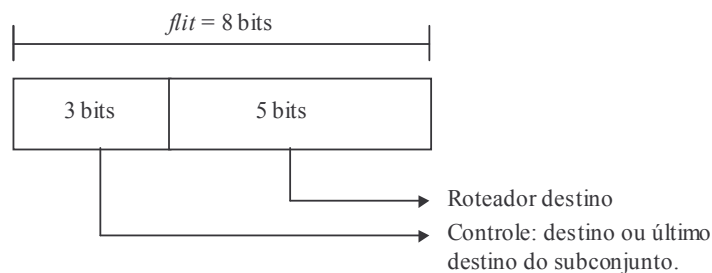 flit = 8 bits
3 bits
5 bits
Roteador destino
Controle: destino ou último
destino do subconjunto.